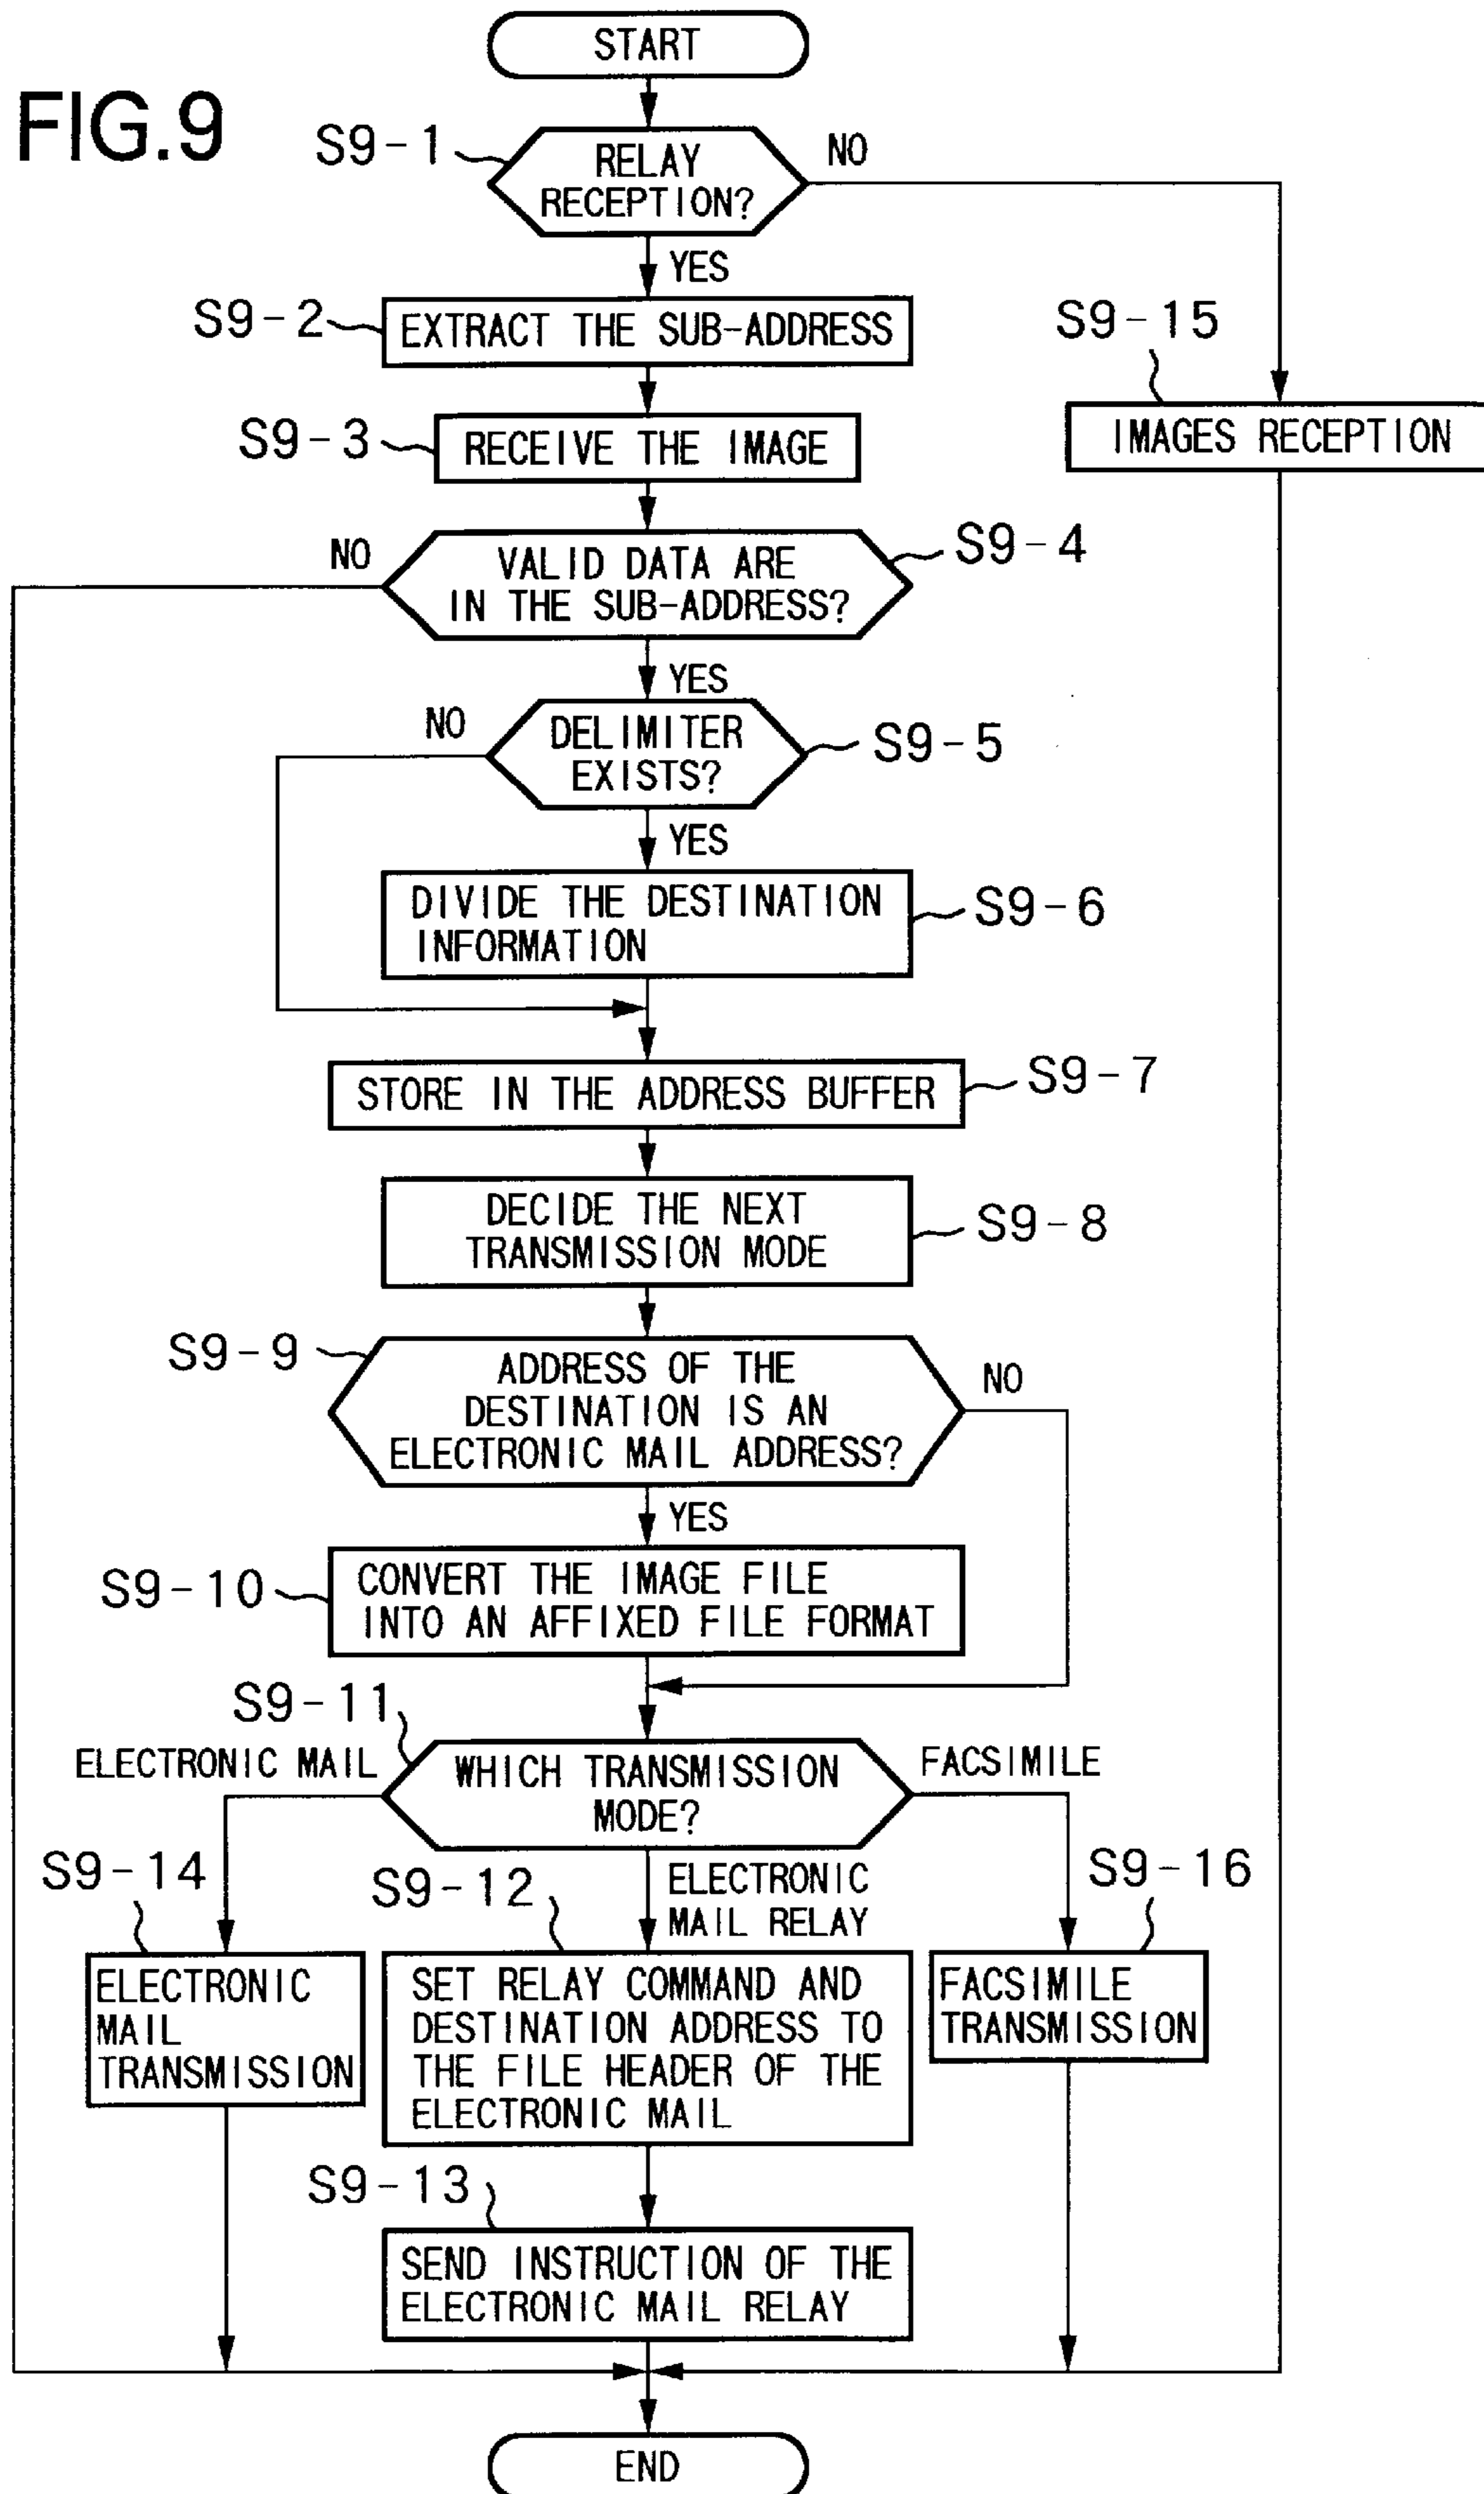 FIG.9
START
S9-1
RELAY
RECEPTION?
NO
YES
S9-2
EXTRACT THE SUB-ADDRESS
S9-15
S9-3
RECEIVE THE IMAGE
IMAGES RECEPTION
NO
VALID DATA ARE
IN THE SUB-ADDRESS?
S9-4
YES
NO
DELIMITER
EXISTS?
S9-5
YES
DIVIDE THE DESTINATION
INFORMATION
S9-6
STORE IN THE ADDRESS BUFFER
S9-7
DECIDE THE NEXT
TRANSMISSION MODE
S9-8
S9-9
ADDRESS OF THE
DESTINATION IS AN
ELECTRONIC MAIL ADDRESS?
NO
YES
S9-10
CONVERT THE IMAGE FILE
INTO AN AFFIXED FILE FORMAT
S9-11
ELECTRONIC MAIL
WHICH TRANSMISSION
MODE?
FACSIMILE
S9-14
S9-12
ELECTRONIC
MAIL RELAY
S9-16
ELECTRONIC
MAIL
TRANSMISSION
SET RELAY COMMAND AND
DESTINATION ADDRESS TO
THE FILE HEADER OF THE
ELECTRONIC MAIL
FACSIMILE
TRANSMISSION
S9-13
SEND INSTRUCTION OF THE
ELECTRONIC MAIL RELAY
END